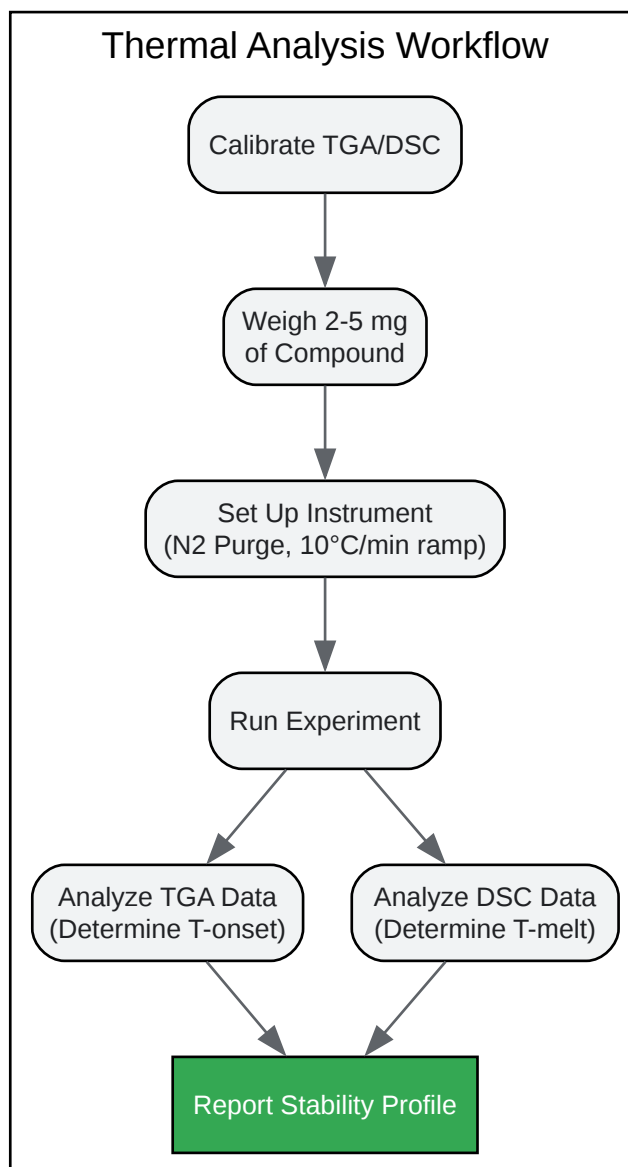 Thermal Analysis Workflow
Calibrate TGA/DSC
Weigh 2-5 mg
of Compound
Set Up Instrument
(N2 Purge, 10°C/min ramp)
Run Experiment
Analyze TGA Data
(Determine T-onset)
Analyze DSC Data
(Determine T-melt)
Report Stability Profile